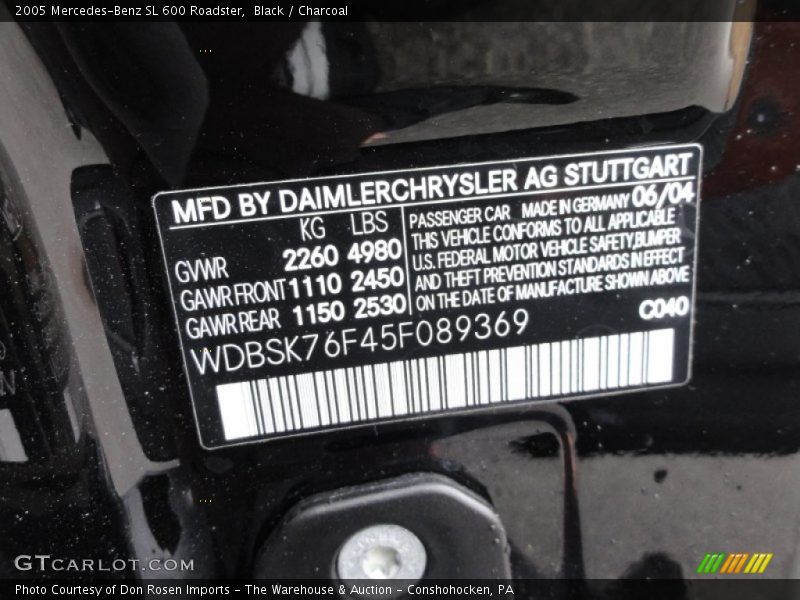 2005 Mercedes-Benz SL 600 Roadster, Black / Charcoal
MFD BY DAIMLERCHRYSLER AG STUTTGART
KG LBS
GVWR 2260 4980
GAWR FRONT 1110 2450
GAWR REAR 1150 2530
PASSENGER CAR MADE IN GERMANY 06/04
THIS VEHICLE CONFORMS TO ALL APPLICABLE
U.S. FEDERAL MOTOR VEHICLE SAFETY,BUMPER
AND THEFT PREVENTION STANDARDS IN EFFECT
ON THE DATE OF MANUFACTURE SHOWN ABOVE
C040
WDBSK76F45F089369
GTCARLOT.COM
Photo Courtesy of Don Rosen Imports - The Warehouse & Auction - Conshohocken, PA